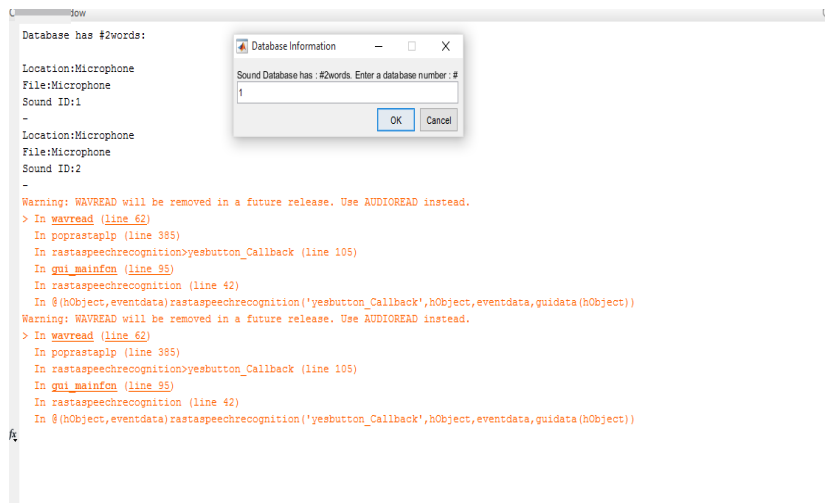 dow
Database has #2words:
Location:Microphone
File:Microphone
Sound ID:1
-
Location:Microphone
File:Microphone
Sound ID:2
-
Warning: WAVREAD will be removed in a future release. Use AUDIOREAD instead.
> In wavread (line 62)
In poprastaplp (line 385)
In rastaspeechrecognition>yesbutton_Callback (line 105)
In gui_mainfcn (line 95)
In rastaspeechrecognition (line 42)
In @(hObject,eventdata)rastaspeechrecognition('yesbutton_Callback',hObject,eventdata,guidata(hObject))
Warning: WAVREAD will be removed in a future release. Use AUDIOREAD instead.
> In wavread (line 62)
In poprastaplp (line 385)
In rastaspeechrecognition>yesbutton_Callback (line 105)
In gui_mainfcn (line 95)
In rastaspeechrecognition (line 42)
In @(hObject,eventdata)rastaspeechrecognition('yesbutton_Callback',hObject,eventdata,guidata(hObject))
fx
Database Information
Sound Database has : #2words. Enter a database number : #
1
OK Cancel